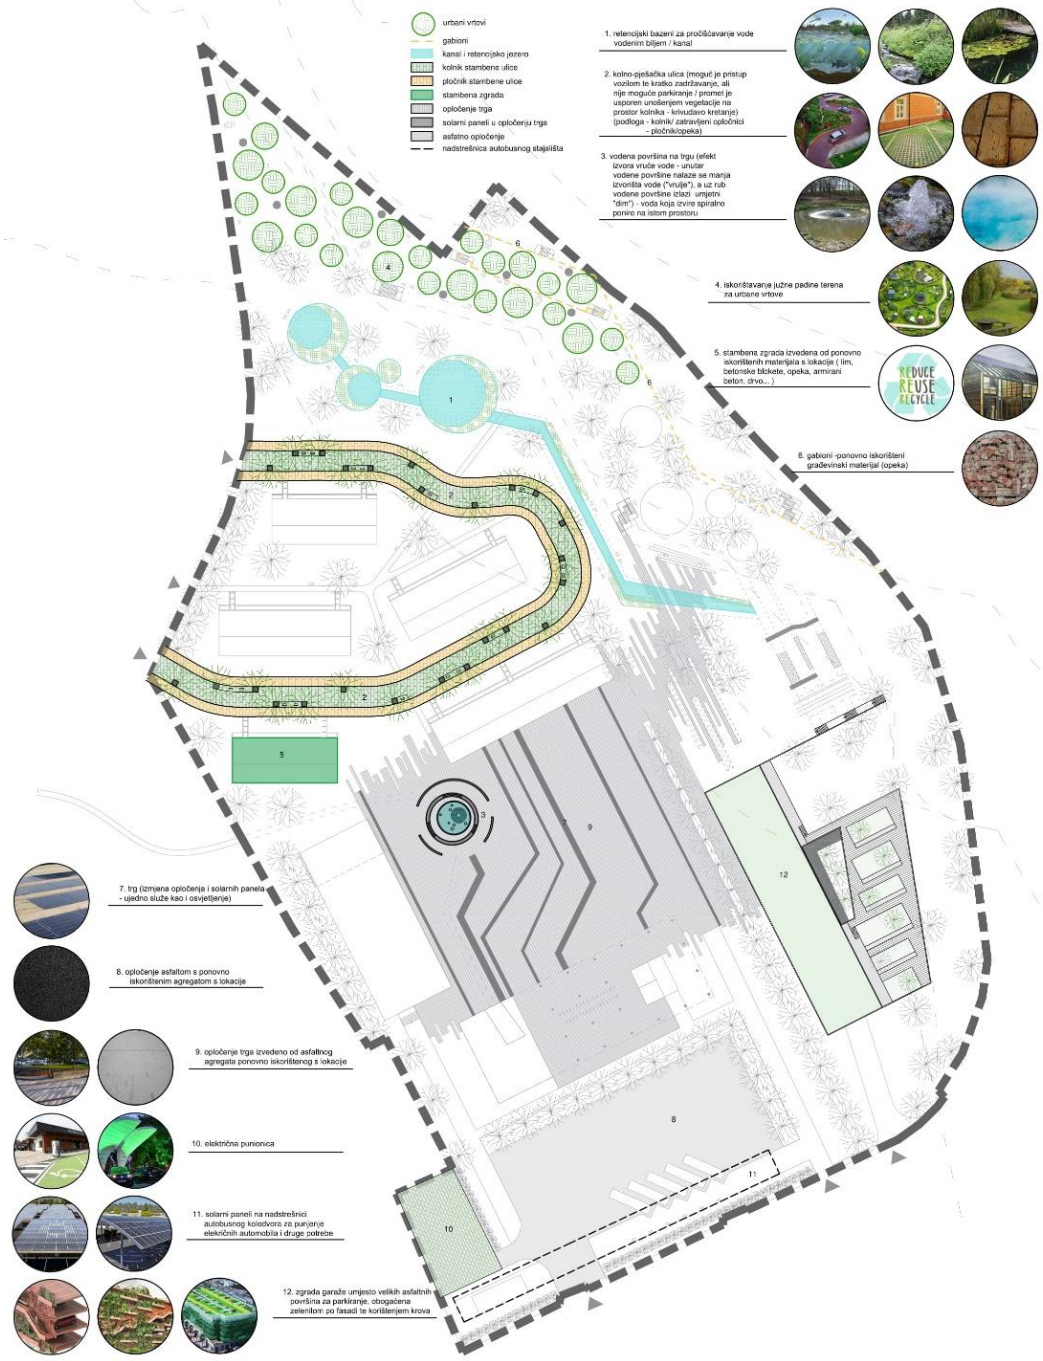 urbani vrtovi
gabioni
kanal i retencijsko jezero
kolnik stambene ulice
pločnik stambene ulice
stambena zgrada
opločenje trga
solarni paneli u opločenju trga
asfatno opločenje
nadstrešnica autobusnog stajališta
1. retencijski bazeni za pročišćavanje vode
vodenim biljem / kanal
2. kolno-pješačka ulica (moguć je pristup
vozilom te kratko zadržavanje, ali
nije moguće parkiranje / promet je
usporen unošenjem vegetacije na
prostor kolnika - krivudavo kretanje)
(podloga - kolnik/ zatravljeni opločnici
- pločnik/opeka)
3. vodena površina na trgu (efekt
izvora vruće vode - unutar
vodene površine nalaze se manja
izvorišta vode ("vrulje"), a uz rub
vodene površine izlazi umjetni
"dim") - voda koja izvire spiralno
ponire na istom prostoru
4. iskorištavanje južne padine terena
za urbane vrtove
5. stambena zgrada izvedena od ponovno
iskorištenih materijala s lokacije ( lim,
betonske blokete, opeka, armirani
beton, drvo... )
REDUCE
REUSE
RECYCLE
6. gabioni -ponovno iskorišteni
građevinski materijal (opeka)
6
4
6
1
2
2
5
3
7
9
12
8
11
10
7. trg (izmjena opločenja i solarnih panela
- ujedno služe kao i osvjetljenje)
8. opločenje asfaltom s ponovno
iskorištenim agregatom s lokacije
9. opločenje trga izvedeno od asfaltnog
agregata ponovno iskorištenog s lokacije
10. električna punionica
11. solarni paneli na nadstrešnici
autobusnog kolodvora za punjenje
elekričnih automobila i druge potrebe
12. zgrada garaže umjesto velikih asfaltnih
površina za parkiranje, obogaćena
zelenilom po fasadi te korištenjem krova